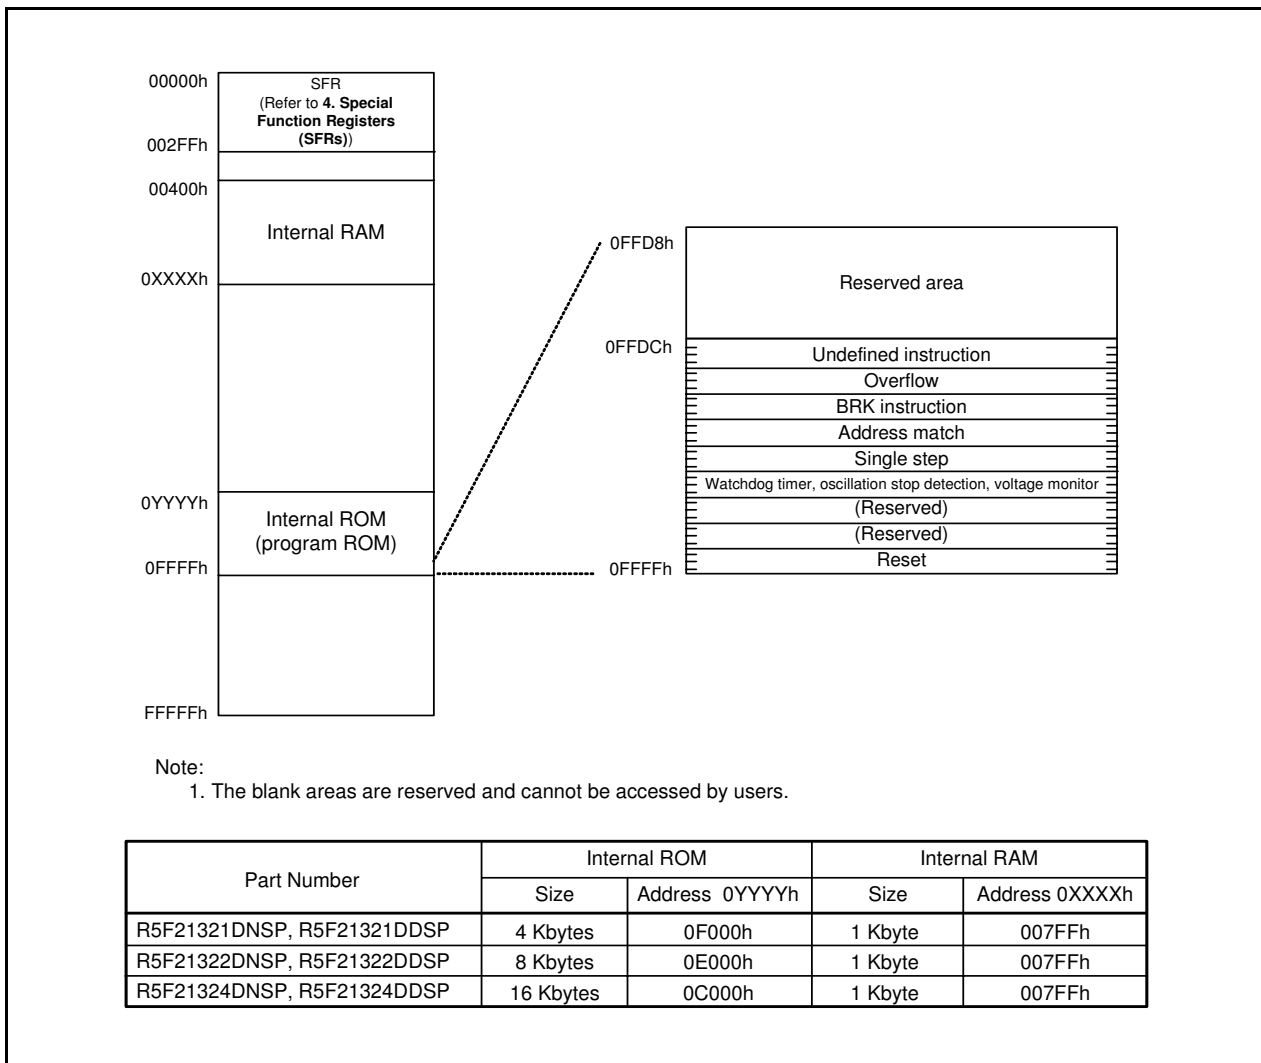 00000h
SFR
(Refer to 4. Special
Function Registers
(SFRs))
002FFh
00400h
Internal RAM
0XXXXh
0YYYYh
Internal ROM
(program ROM)
0FFFFh
FFFFFh
0FFD8h
Reserved area
0FFDCh
Undefined instruction
Overflow
BRK instruction
Address match
Single step
Watchdog timer, oscillation stop detection, voltage monitor
(Reserved)
(Reserved)
Reset
0FFFFh
Note:
1. The blank areas are reserved and cannot be accessed by users.
Part Number Internal ROM Internal RAM
Size Address 0YYYYh Size Address 0XXXXh
R5F21321DNSP, R5F21321DDSP 4 Kbytes 0F000h 1 Kbyte 007FFh
R5F21322DNSP, R5F21322DDSP 8 Kbytes 0E000h 1 Kbyte 007FFh
R5F21324DNSP, R5F21324DDSP 16 Kbytes 0C000h 1 Kbyte 007FFh